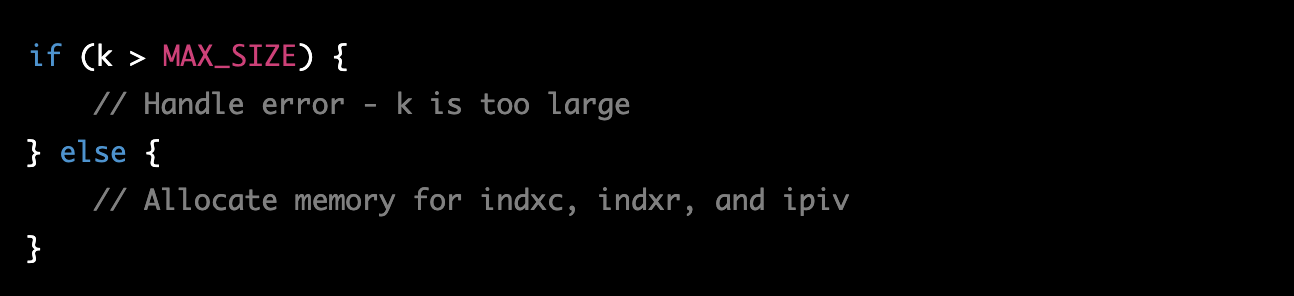 if (k > MAX_SIZE) {
    // Handle error - k is too large
} else {
    // Allocate memory for indxc, indxr, and ipiv
}